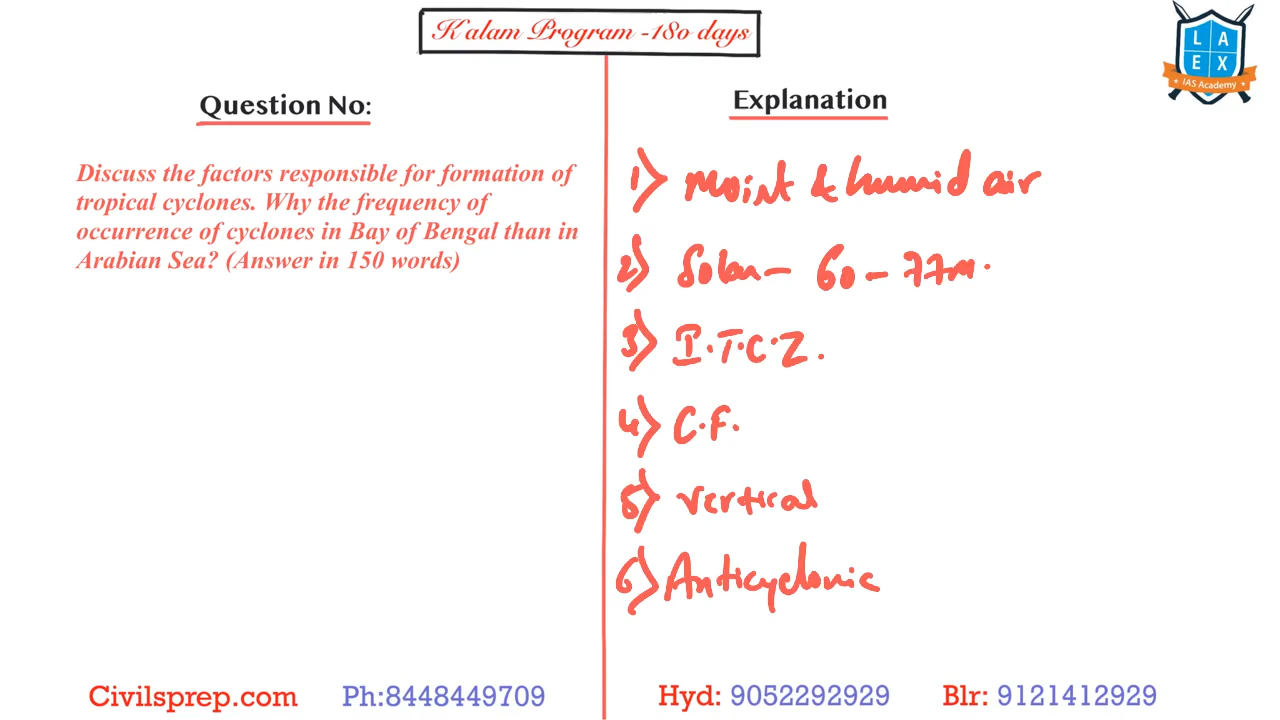 Kalam Program -180 days
L A
E X
IAS Academy
Question No:
Discuss the factors responsible for formation of
tropical cyclones. Why the frequency of
occurrence of cyclones in Bay of Bengal than in
Arabian Sea? (Answer in 150 words)
Explanation
1) Moist & humid air
2) Solar - 60 - 77m.
3) I.T.C.Z.
4) C.F.
5) vertical
6) Anticyclonic
Civilsprep.com Ph:8448449709 Hyd: 9052292929 Blr: 9121412929